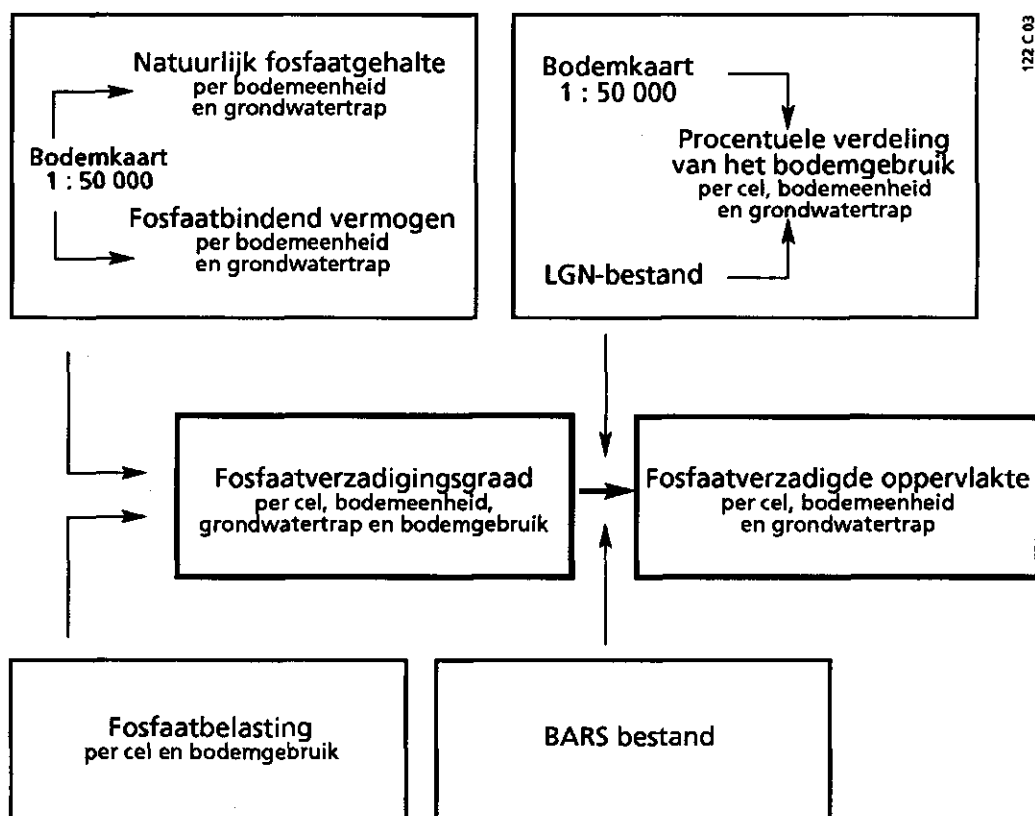 Natuurlijk fosfaatgehalte
per bodemeenheid
en grondwatertrap
Bodemkaart
1 : 50 000
Fosfaatbindend vermogen
per bodemeenheid
en grondwatertrap
Bodemkaart
1 : 50 000
Procentuele verdeling
van het bodemgebruik
per cel, bodemeenheid
en grondwatertrap
LGN-bestand
122 C 03
Fosfaatverzadigingsgraad
per cel, bodemeenheid,
grondwatertrap en bodemgebruik
Fosfaatverzadigde oppervlakte
per cel, bodemeenheid
en grondwatertrap
Fosfaatbelasting
per cel en bodemgebruik
BARS bestand